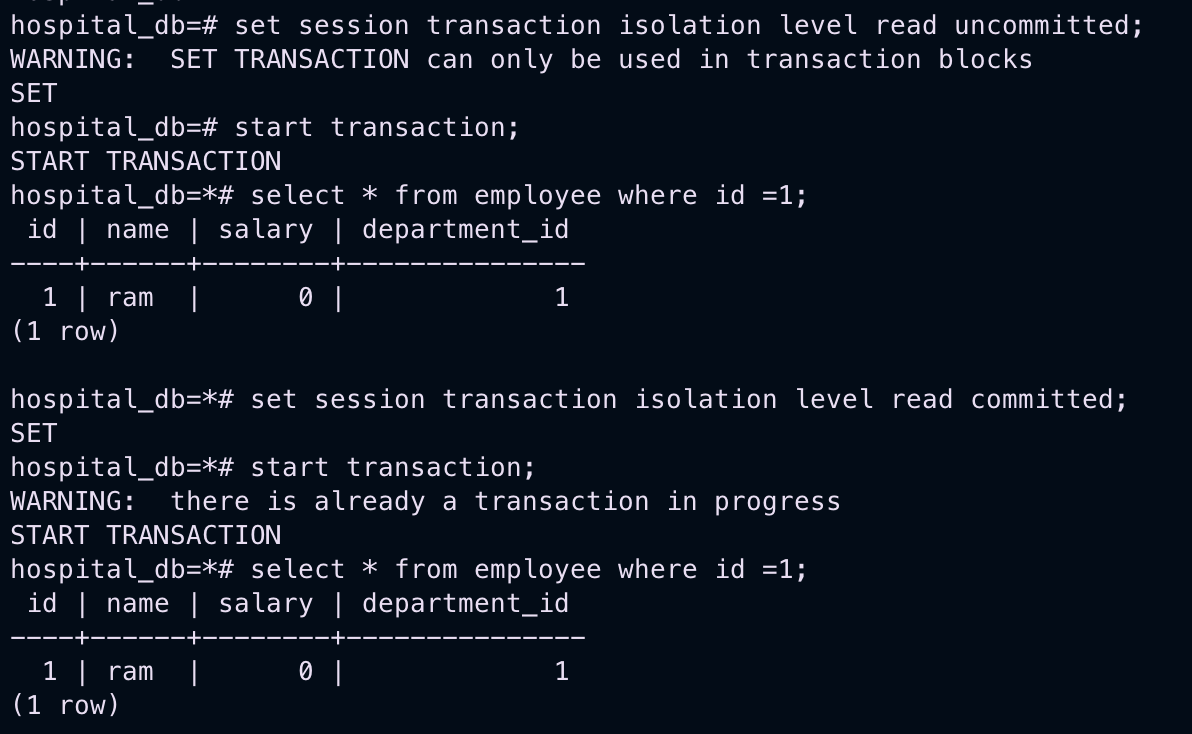 hospital_db=# set session transaction isolation level read uncommitted;
WARNING:  SET TRANSACTION can only be used in transaction blocks
SET
hospital_db=# start transaction;
START TRANSACTION
hospital_db=*# select * from employee where id =1;
 id | name | salary | department_id
----+------+--------+---------------
  1 | ram  |      0 |             1
(1 row)

hospital_db=*# set session transaction isolation level read committed;
SET
hospital_db=*# start transaction;
WARNING:  there is already a transaction in progress
START TRANSACTION
hospital_db=*# select * from employee where id =1;
 id | name | salary | department_id
----+------+--------+---------------
  1 | ram  |      0 |             1
(1 row)